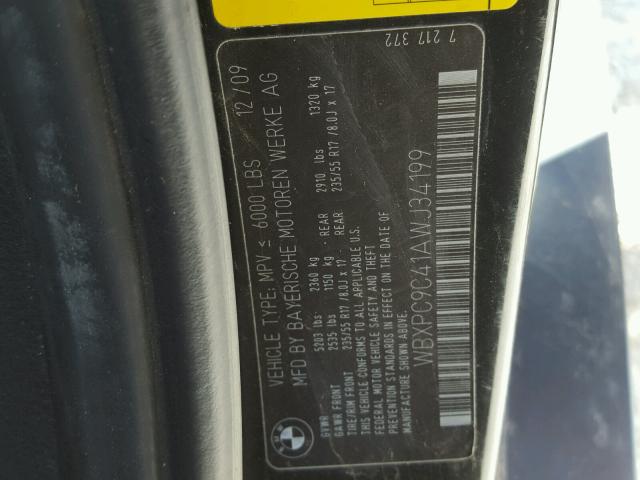 VEHICLE TYPE: MPV ≤ 6000 LBS 12/09
MFD BY BAYERISCHE MOTOREN WERKE AG
GVWR 5203 lbs 2360 kg
GAWR FRONT 2535 lbs 1150 kg - REAR 2910 lbs 1320 kg
TIRE/RIM FRONT 235/55 R17 /8.0J x 17 REAR 235/55 R17 /8.0J x 17
THIS VEHICLE CONFORMS TO ALL APPLICABLE U.S.
FEDERAL MOTOR VEHICLE SAFETY AND THEFT
PREVENTION STANDARDS IN EFFECT ON THE DATE OF
MANUFACTURE SHOWN ABOVE.
WBXPC9C41AWJ34199
7 217 372
BMW